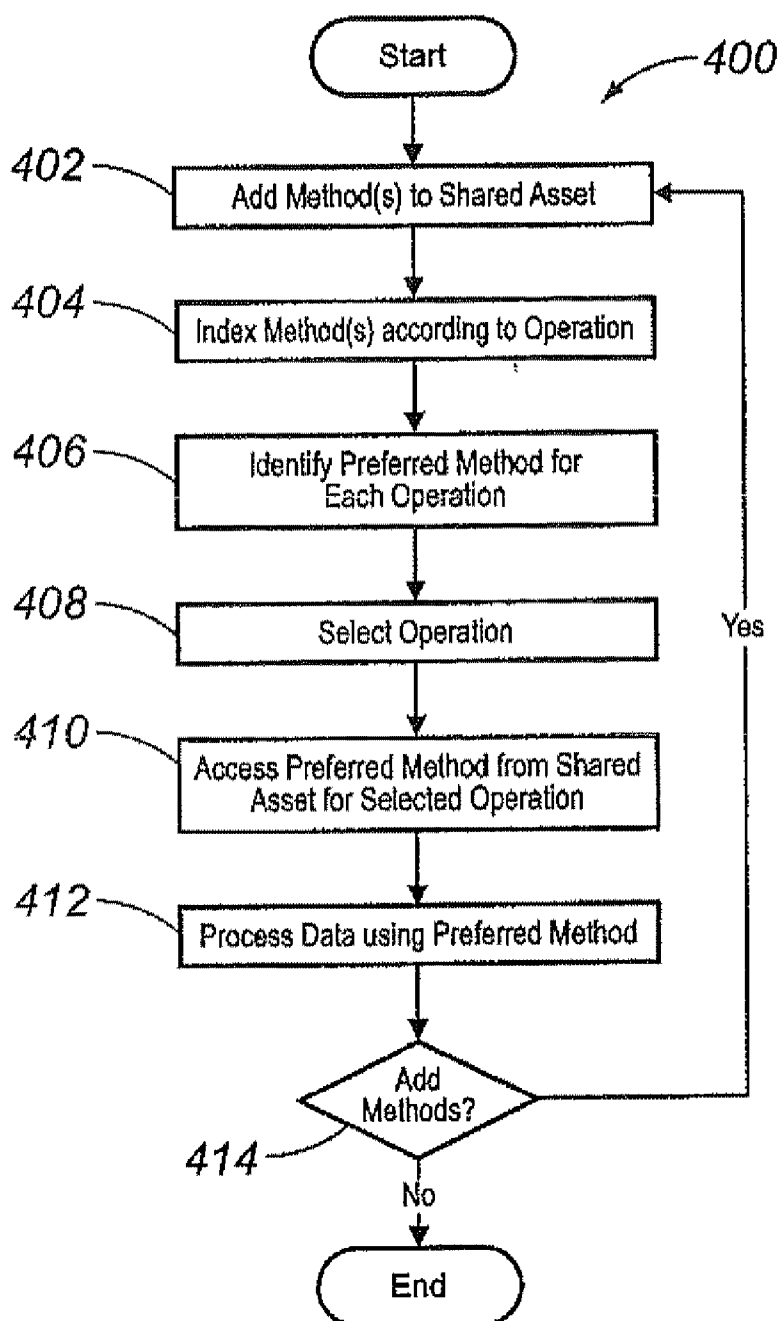 Start
400
402
Add Method(s) to Shared Asset
404
Index Method(s) according to Operation
406
Identify Preferred Method for
Each Operation
408
Select Operation
Yes
410
Access Preferred Method from Shared
Asset for Selected Operation
412
Process Data using Preferred Method
Add
Methods?
414
No
End